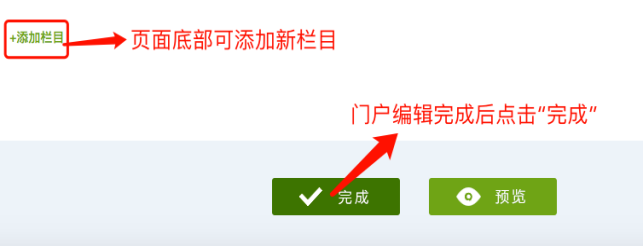 +添加栏目
页面底部可添加新栏目
门户编辑完成后点击“完成“
完成
预览